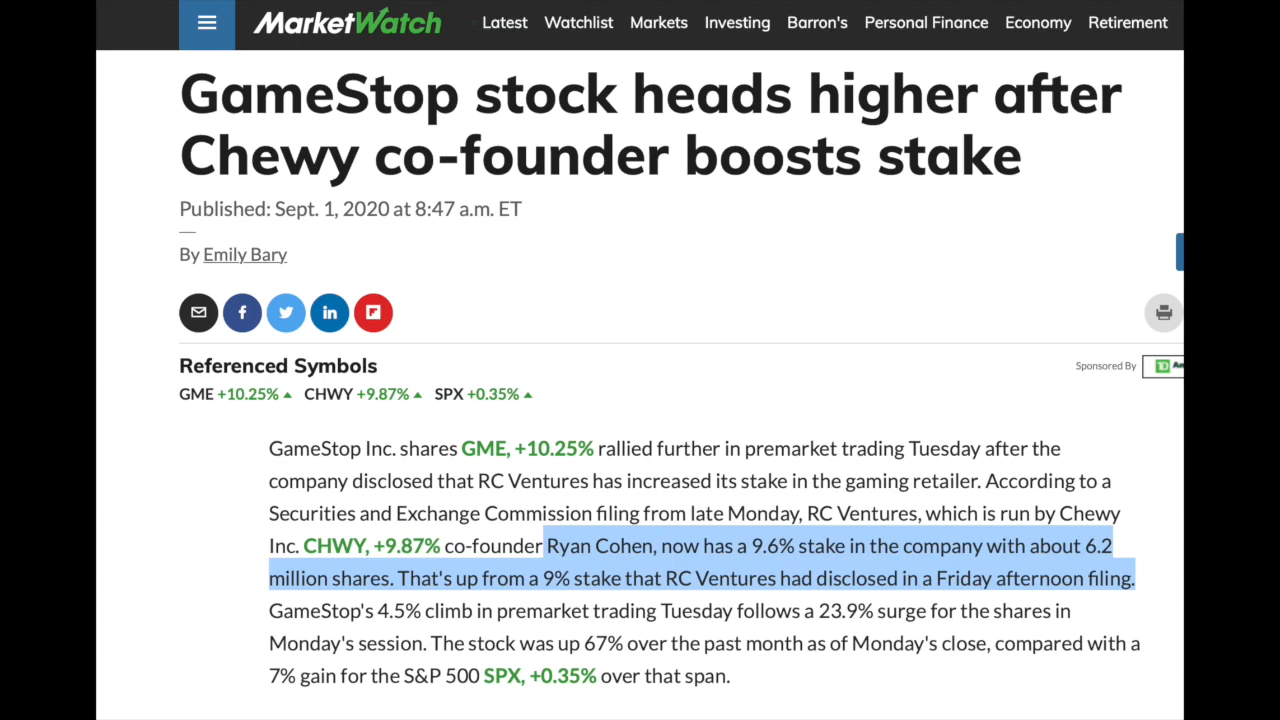 MarketWatch Latest Watchlist Markets Investing Barron's Personal Finance Economy Retirement
GameStop stock heads higher after
Chewy co-founder boosts stake
Published: Sept. 1, 2020 at 8:47 a.m. ET
By Emily Bary
Referenced Symbols
Sponsored By
GME +10.25% CHWY +9.87% SPX +0.35%
GameStop Inc. shares GME, +10.25% rallied further in premarket trading Tuesday after the
company disclosed that RC Ventures has increased its stake in the gaming retailer. According to a
Securities and Exchange Commission filing from late Monday, RC Ventures, which is run by Chewy
Inc. CHWY, +9.87% co-founder Ryan Cohen, now has a 9.6% stake in the company with about 6.2
million shares. That's up from a 9% stake that RC Ventures had disclosed in a Friday afternoon filing.
GameStop's 4.5% climb in premarket trading Tuesday follows a 23.9% surge for the shares in
Monday's session. The stock was up 67% over the past month as of Monday's close, compared with a
7% gain for the S&P 500 SPX, +0.35% over that span.